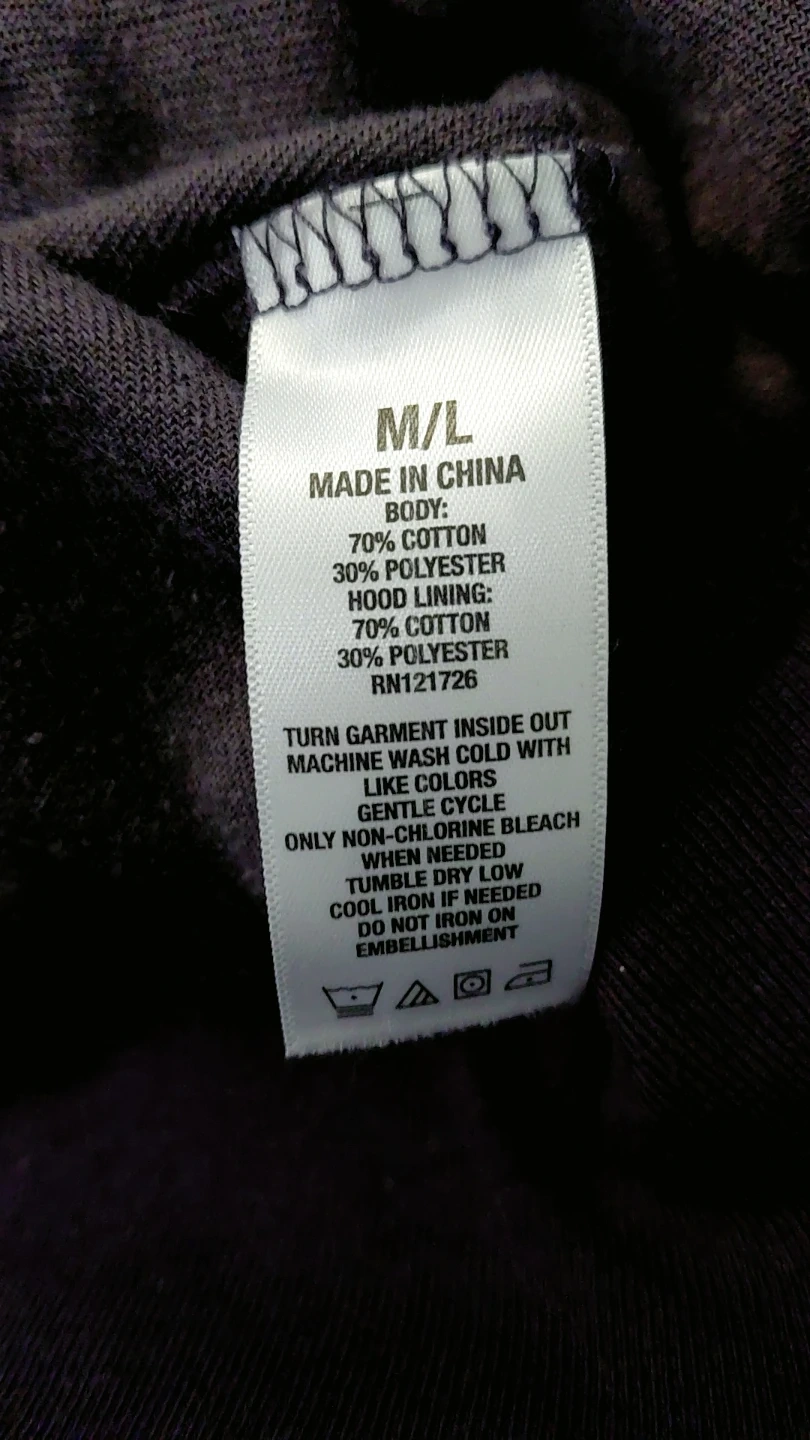 M/L
MADE IN CHINA
BODY:
70% COTTON
30% POLYESTER
HOOD LINING:
70% COTTON
30% POLYESTER
RN121726
TURN GARMENT INSIDE OUT
MACHINE WASH COLD WITH
LIKE COLORS
GENTLE CYCLE
ONLY NON-CHLORINE BLEACH
WHEN NEEDED
TUMBLE DRY LOW
COOL IRON IF NEEDED
DO NOT IRON ON
EMBELLISHMENT